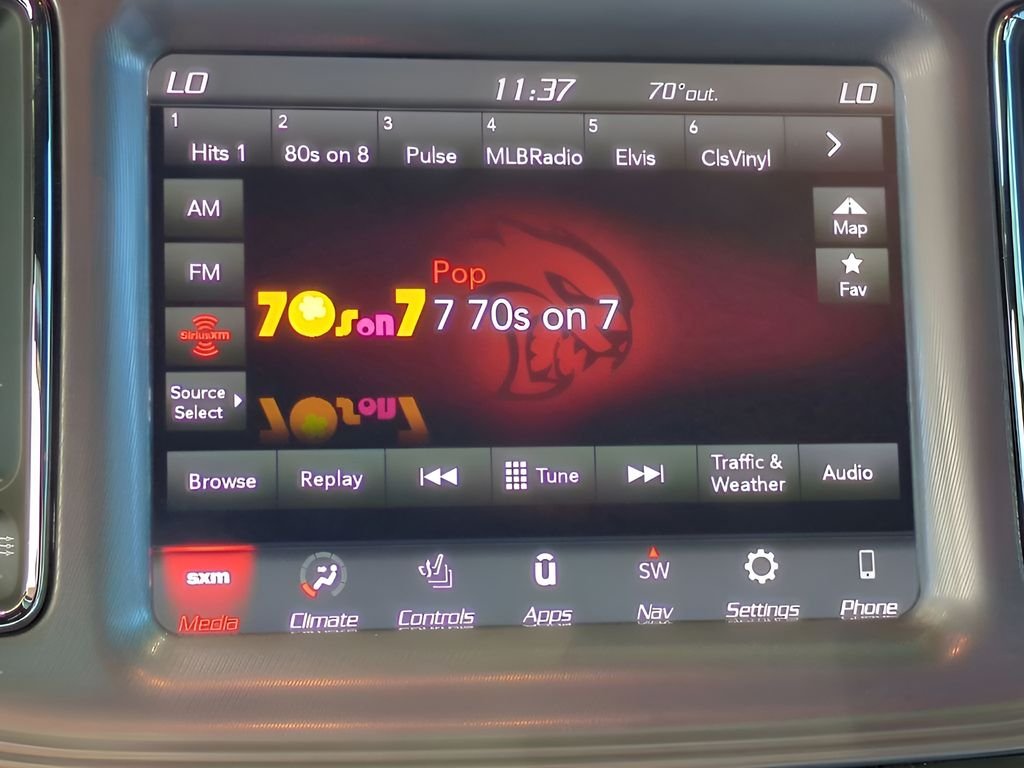 LO 11:37 70° out. LO
1 2 3 4 5 6
Hits 1 80s on 8 Pulse MLBRadio Elvis ClsVinyl
AM
FM
SiriusXM
Source
Select
Map
Fav
Pop
70s on 7 7 70s on 7
Browse Replay Tune Traffic &
Weather Audio
sxm SW
Media Climate Controls Apps Nav Settings Phone